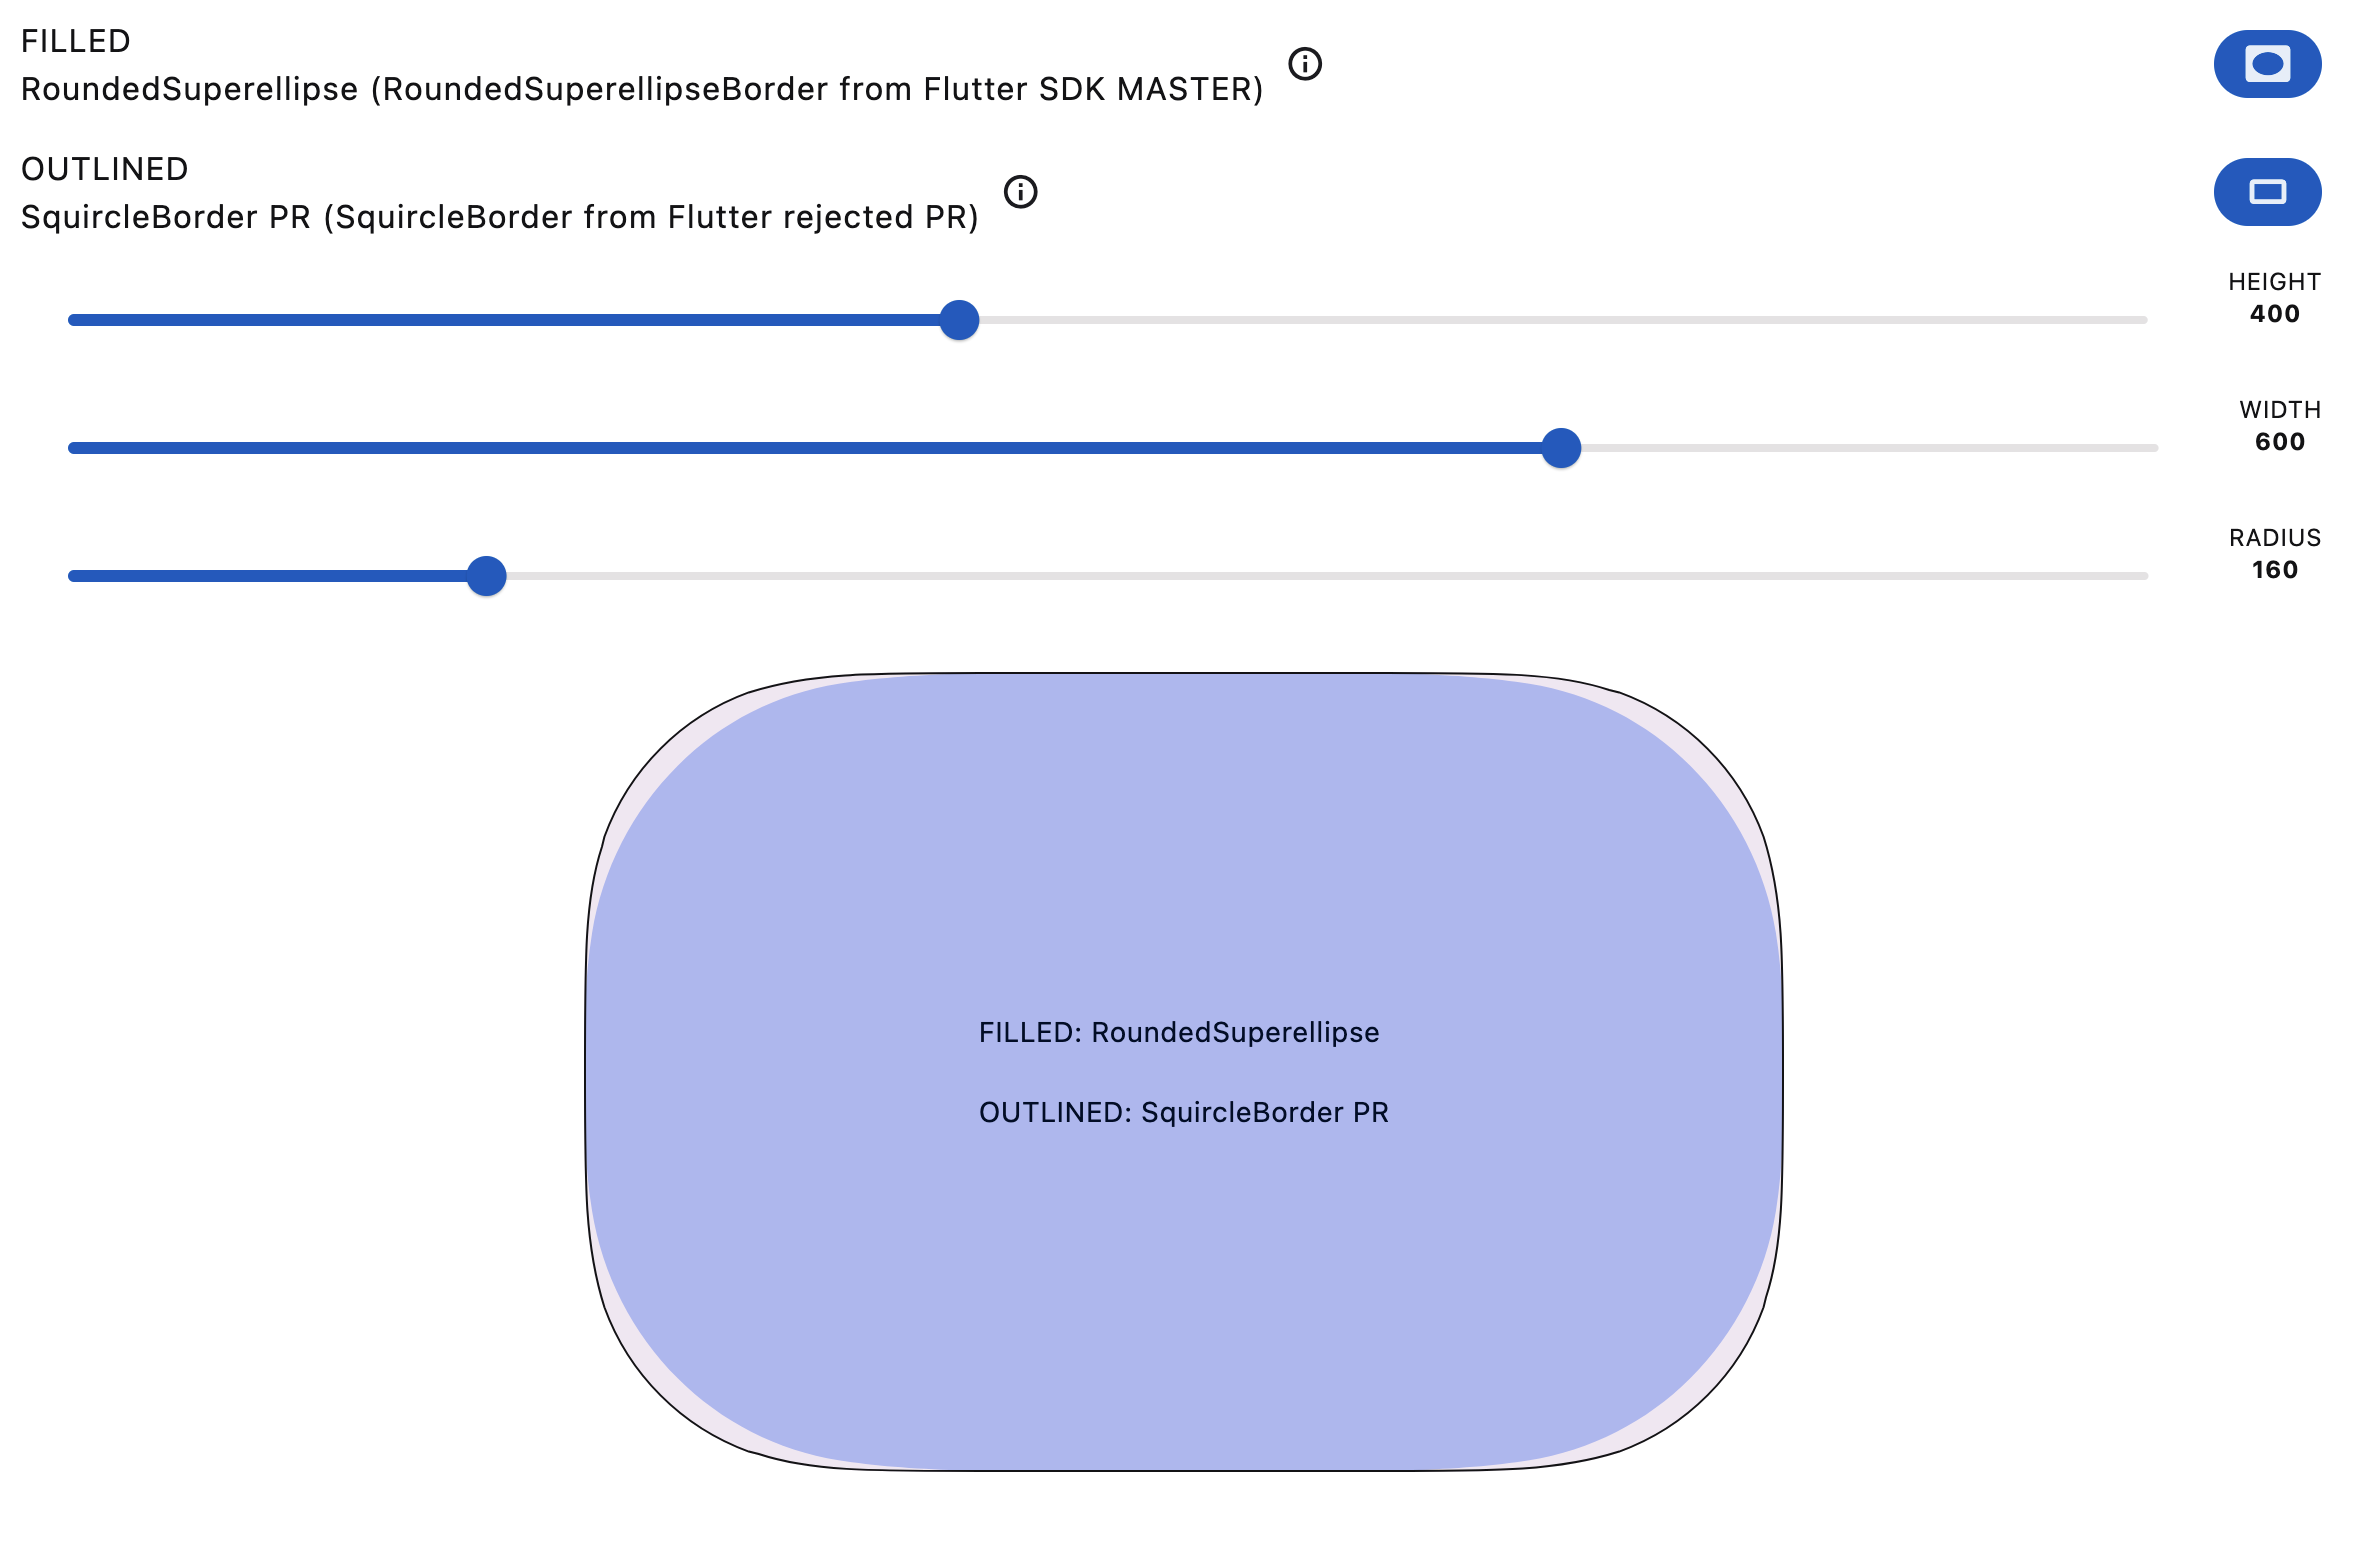 FILLED
RoundedSuperellipse (RoundedSuperellipseBorder from Flutter SDK MASTER)
OUTLINED
SquircleBorder PR (SquircleBorder from Flutter rejected PR)
HEIGHT
400
WIDTH
600
RADIUS
160
FILLED: RoundedSuperellipse
OUTLINED: SquircleBorder PR